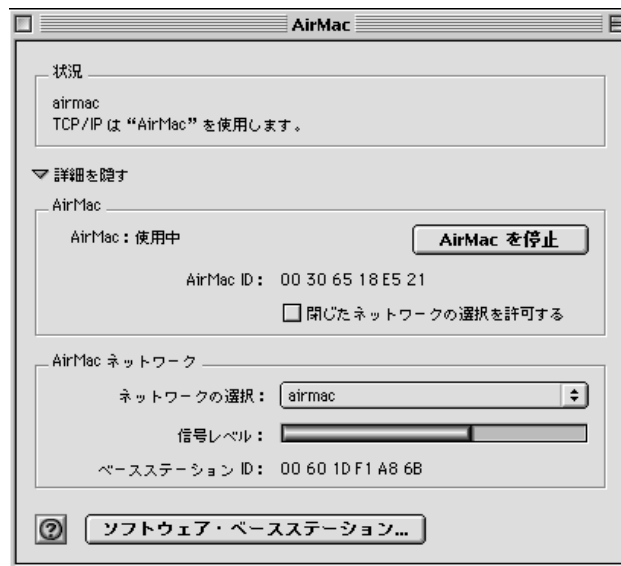 AirMac
状況
airmac
TCP/IP は “AirMac” を使用します。
詳細を隠す
AirMac
AirMac：使用中
AirMac を停止
AirMac ID： 00 30 65 18 E5 21
閉じたネットワークの選択を許可する
AirMac ネットワーク
ネットワークの選択： airmac
信号レベル：
ベースステーション ID： 00 60 1D F1 A8 6B
? ソフトウェア・ベースステーション...